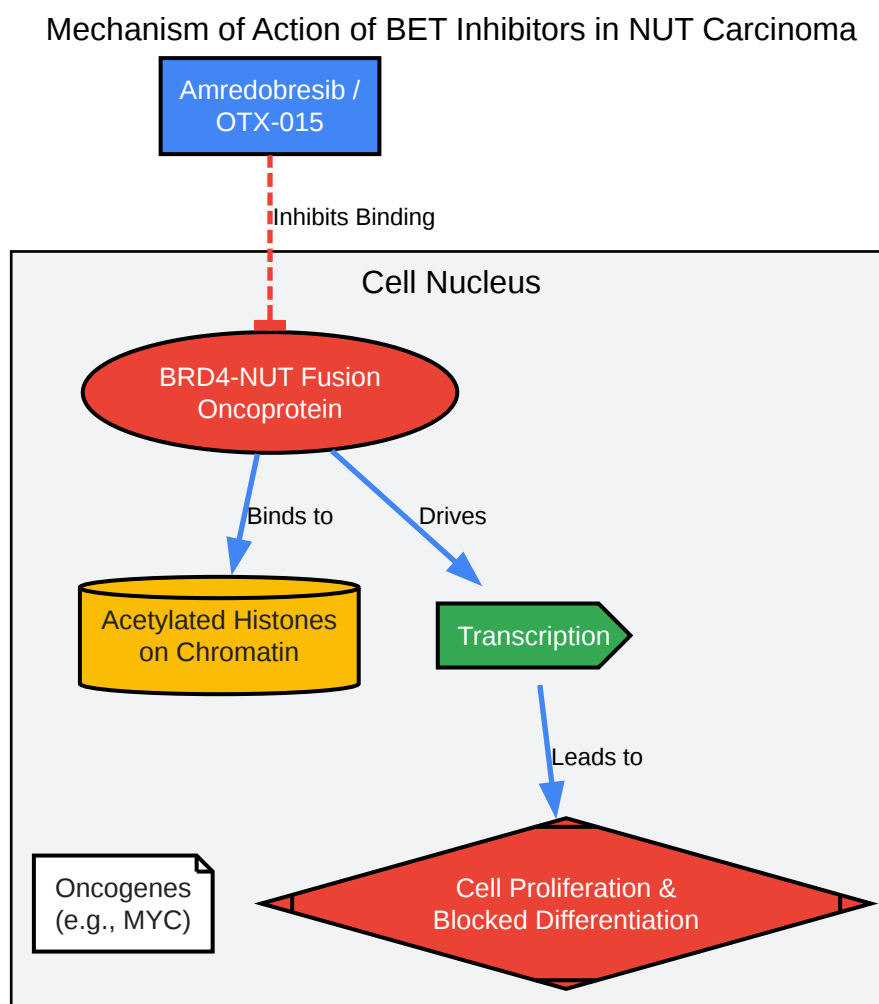 Mechanism of Action of BET Inhibitors in NUT Carcinoma
Amredobresib /
OTX-015
Inhibits Binding
Cell Nucleus
BRD4-NUT Fusion
Oncoprotein
Binds to
Drives
Acetylated Histones
on Chromatin
Transcription
Leads to
Oncogenes
(e.g., MYC)
Cell Proliferation &
Blocked Differentiation